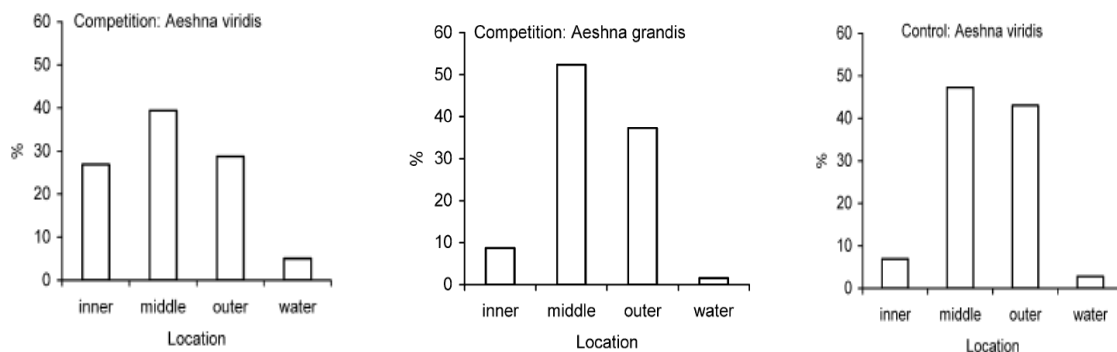 Competition: Aeshna viridis
60
50
40
30
20
10
0
%
inner middle outer water
Location
Competition: Aeshna grandis
60
50
40
30
20
10
0
%
inner middle outer water
Location
Control: Aeshna viridis
60
50
40
30
20
10
0
%
inner middle outer water
Location